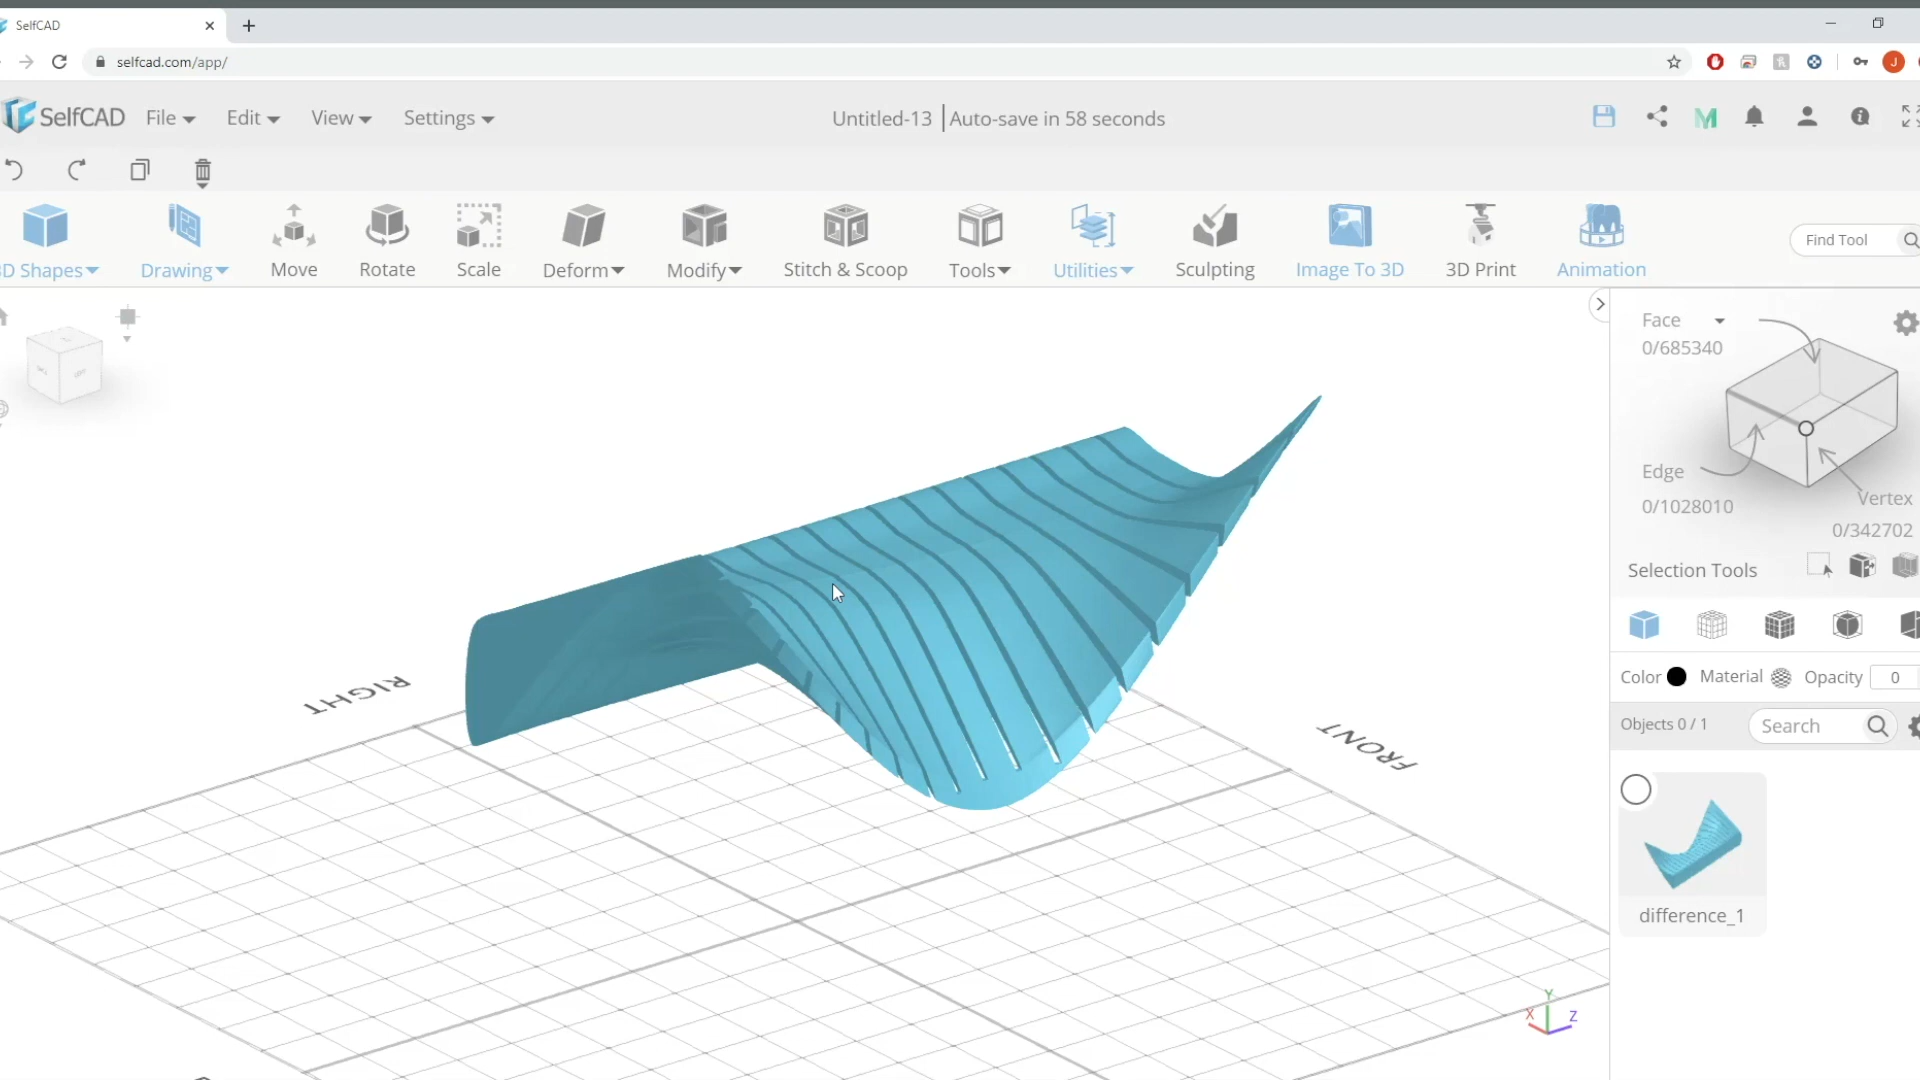 SelfCAD
selfcad.com/app/
SelfCAD File Edit View Settings
Untitled-13 Auto-save in 58 seconds
D Shapes Drawing Move Rotate Scale Deform Modify Stitch & Scoop Tools Utilities Sculpting Image To 3D 3D Print Animation
Find Tool
Face
0/685340
Edge
0/1028010
Vertex
0/342702
Selection Tools
Color Material Opacity 0
Objects 0 / 1 Search
difference_1
RIGHT
FRONT
Y
X Z
J